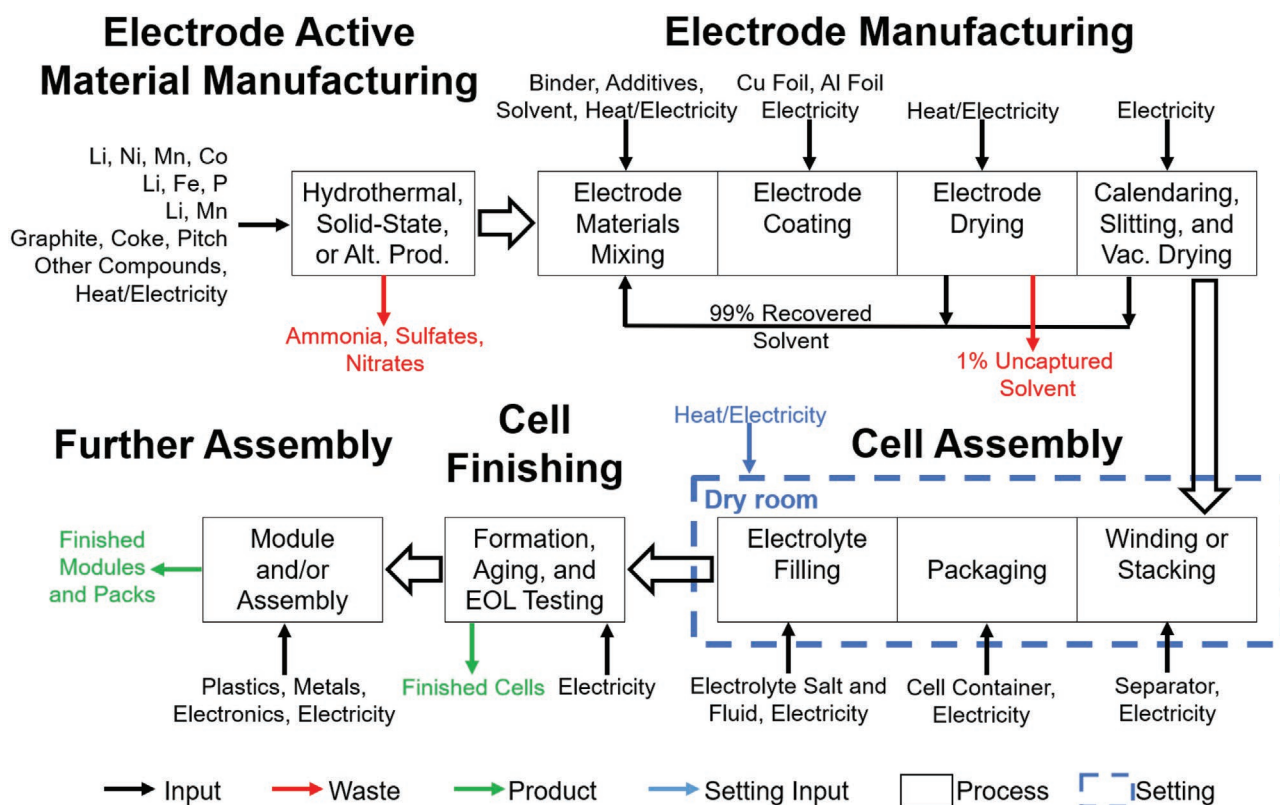 Electrode Active
Material Manufacturing
Electrode Manufacturing
Binder, Additives,
Solvent, Heat/Electricity
Cu Foil, Al Foil
Electricity
Heat/Electricity
Electricity
Li, Ni, Mn, Co
Li, Fe, P
Li, Mn
Graphite, Coke, Pitch
Other Compounds,
Heat/Electricity
Hydrothermal,
Solid-State,
or Alt. Prod.
Electrode
Materials
Mixing
Electrode
Coating
Electrode
Drying
Calendaring,
Slitting, and
Vac. Drying
Ammonia, Sulfates,
Nitrates
99% Recovered
Solvent
1% Uncaptured
Solvent
Further Assembly
Cell
Finishing
Heat/Electricity
Cell Assembly
Dry room
Finished
Modules
and Packs
Module
and/or
Assembly
Formation,
Aging, and
EOL Testing
Electrolyte
Filling
Packaging
Winding or
Stacking
Plastics, Metals,
Electronics, Electricity
Finished Cells
Electricity
Electrolyte Salt and
Fluid, Electricity
Cell Container,
Electricity
Separator,
Electricity
Input
Waste
Product
Setting Input
Process
Setting